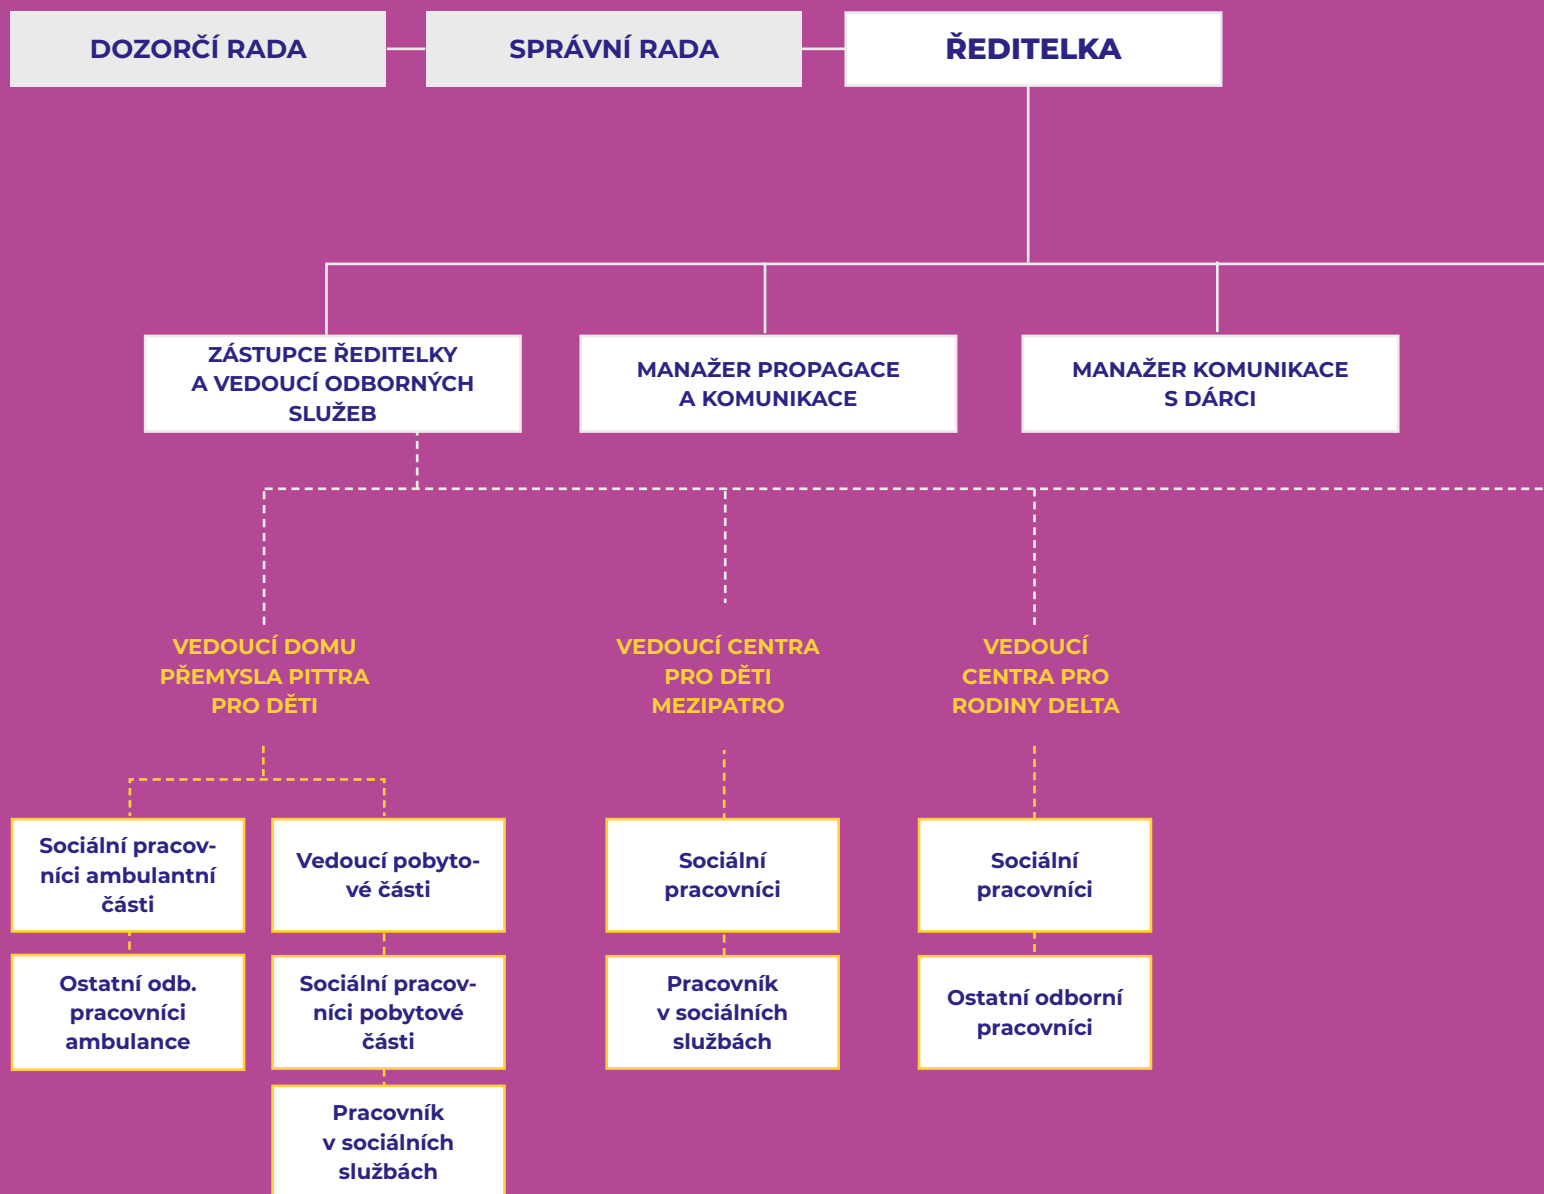 DOZORČÍ RADA
SPRÁVNÍ RADA
ŘEDITELKA
ZÁSTUPCE ŘEDITELKY
A VEDOUCÍ ODBORNÝCH
SLUŽEB
MANAŽER PROPAGACE
A KOMUNIKACE
MANAŽER KOMUNIKACE
S DÁRCI
VEDOUCÍ DOMU
PŘEMYSLA PITTRA
PRO DĚTI
VEDOUCÍ CENTRA
PRO DĚTI
MEZIPATRO
VEDOUCÍ
CENTRA PRO
RODINY DELTA
Sociální pracov-
níci ambulantní
části
Vedoucí pobyto-
vé části
Sociální
pracovníci
Sociální
pracovníci
Ostatní odb.
pracovníci
ambulance
Sociální pracov-
níci pobytové
části
Pracovník
v sociálních
službách
Ostatní odborní
pracovníci
Pracovník
v sociálních
službách